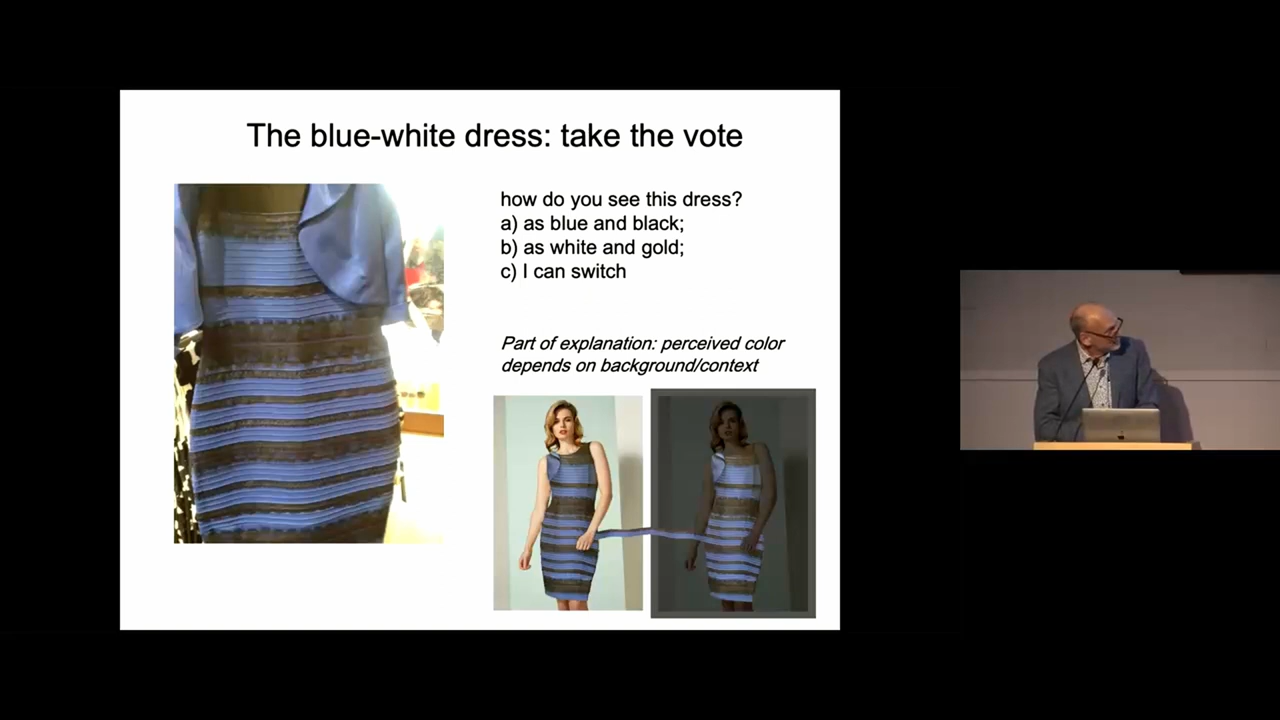 The blue-white dress: take the vote
how do you see this dress?
a) as blue and black;
b) as white and gold;
c) I can switch
Part of explanation: perceived color
depends on background/context